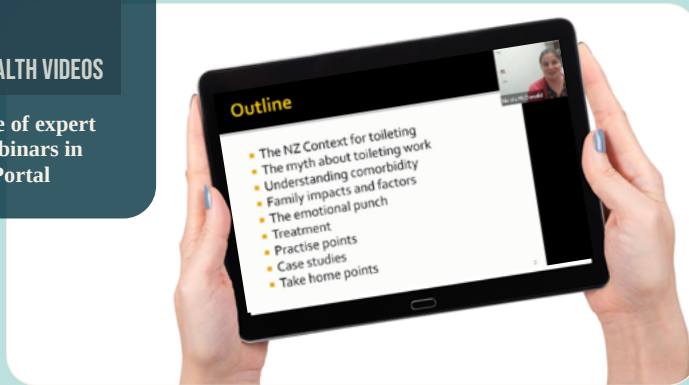 ALTH VIDEOS
e of expert
binars in
Portal
Outline
The NZ Context for toileting
The myth about toileting work
Understanding comorbidity
Family impacts and factors
The emotional punch
Treatment
Practise points
Case studies
Take home points